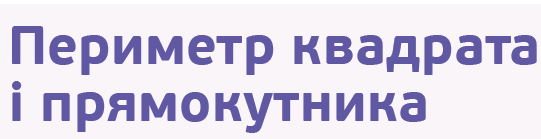 Периметр квадрата
і прямокутника